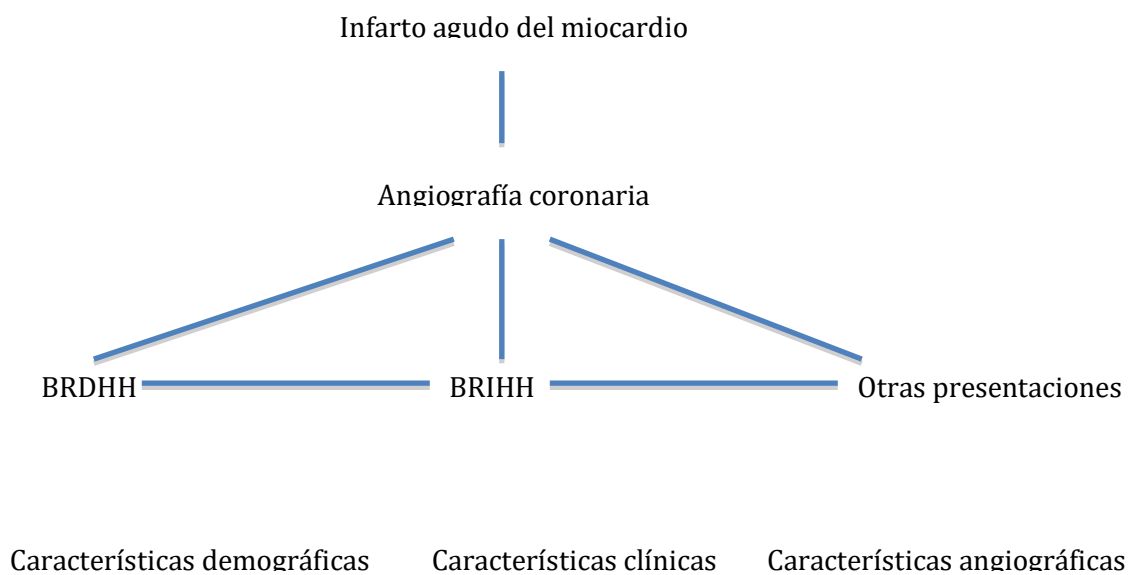 Infarto agudo del miocardio
Angiografía coronaria
BRDHH BRIHH Otras presentaciones
Características demográficas Características clínicas Características angiográficas